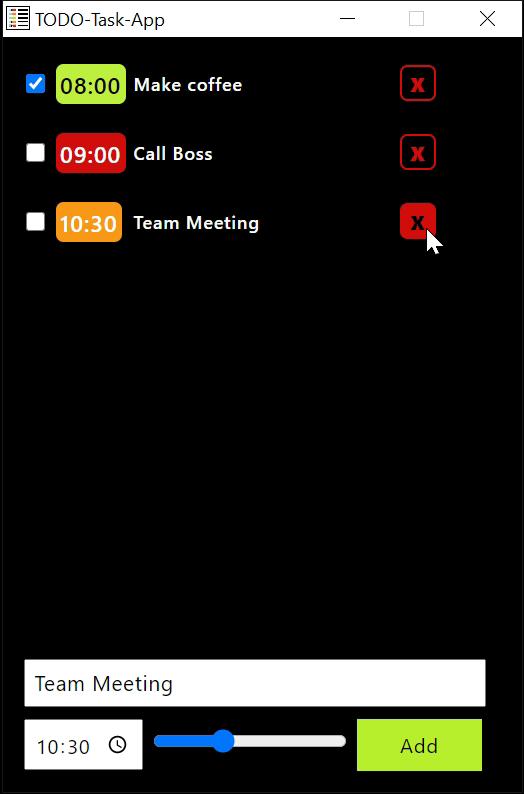 TODO-Task-App
08:00 Make coffee x
09:00 Call Boss x
10:30 Team Meeting x
Team Meeting
10:30 Add